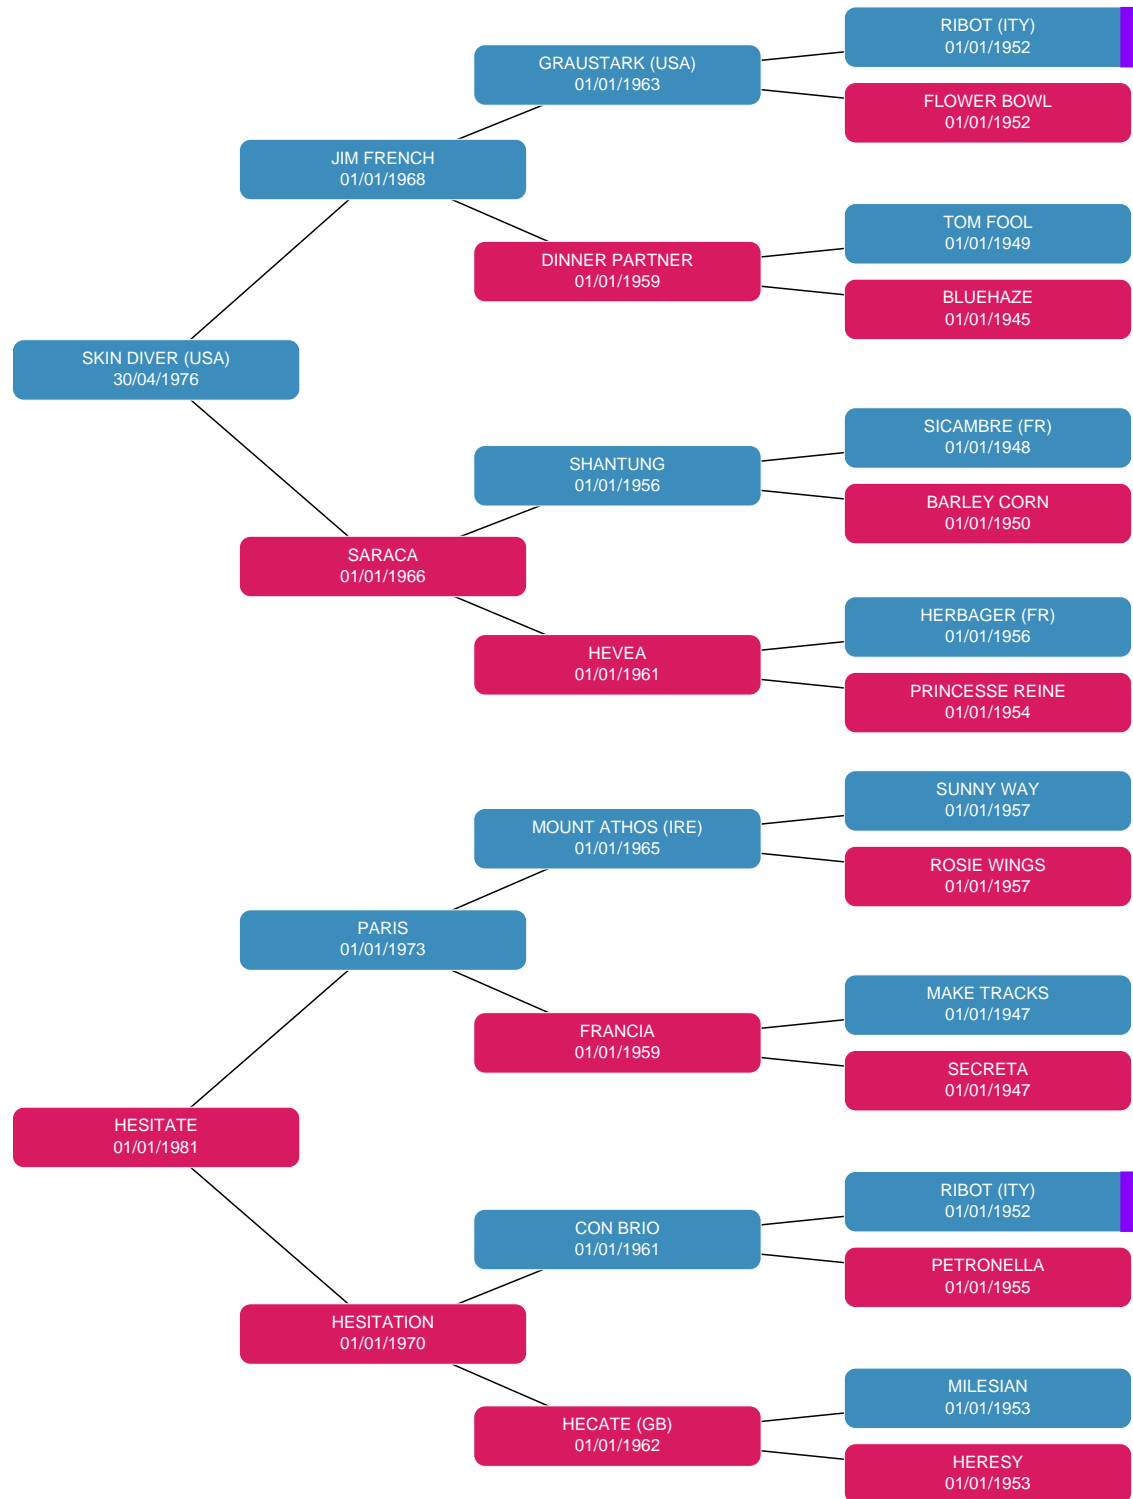 RIBOT (ITY)
01/01/1952
GRAUSTARK (USA)
01/01/1963
FLOWER BOWL
01/01/1952
JIM FRENCH
01/01/1968
TOM FOOL
01/01/1949
DINNER PARTNER
01/01/1959
BLUEHAZE
01/01/1945
SKIN DIVER (USA)
30/04/1976
SICAMBRE (FR)
01/01/1948
SHANTUNG
01/01/1956
BARLEY CORN
01/01/1950
SARACA
01/01/1966
HERBAGER (FR)
01/01/1956
HEVEA
01/01/1961
PRINCESSE REINE
01/01/1954
SUNNY WAY
01/01/1957
MOUNT ATHOS (IRE)
01/01/1965
ROSIE WINGS
01/01/1957
PARIS
01/01/1973
MAKE TRACKS
01/01/1947
FRANCIA
01/01/1959
SECRETA
01/01/1947
HESITATE
01/01/1981
RIBOT (ITY)
01/01/1952
CON BRIO
01/01/1961
PETRONELLA
01/01/1955
HESITATION
01/01/1970
MILESIAN
01/01/1953
HECATE (GB)
01/01/1962
HERESY
01/01/1953